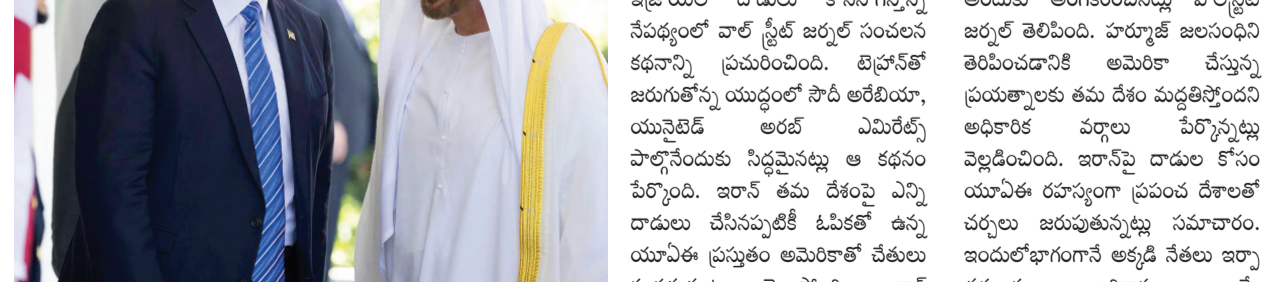 నేపథ్యంలో వాల్ స్ట్రీట్ జర్నల్ సంచలన
కథనాన్ని ప్రచురించింది. టెహ్రాన్‌తో
జరుగుతోన్న యుద్ధంలో సౌదీ అరేబియా,
యునైటెడ్ అరబ్ ఎమిరేట్స్
పాల్గొనేందుకు సిద్ధమైనట్లు ఆ కథనం
పేర్కొంది. ఇరాన్ తమ దేశంపై ఎన్ని
దాడులు చేసినప్పటికీ ఓపికతో ఉన్న
యూఏఈ ప్రస్తుతం అమెరికాతో చేతులు
జర్నల్ తెలిపింది. హర్మూజ్ జలసంధిని
తెరిపించడానికి అమెరికా చేస్తున్న
ప్రయత్నాలకు తమ దేశం మద్దతిస్తోందని
అధికారిక వర్గాలు పేర్కొన్నట్లు
వెల్లడించింది. ఇరాన్‌పై దాడుల కోసం
యూఏఈ రహస్యంగా ప్రపంచ దేశాలతో
చర్చలు జరుపుతున్నట్లు సమాచారం.
ఇందులోభాగంగానే అక్కడి నేతలు ఇర్పా